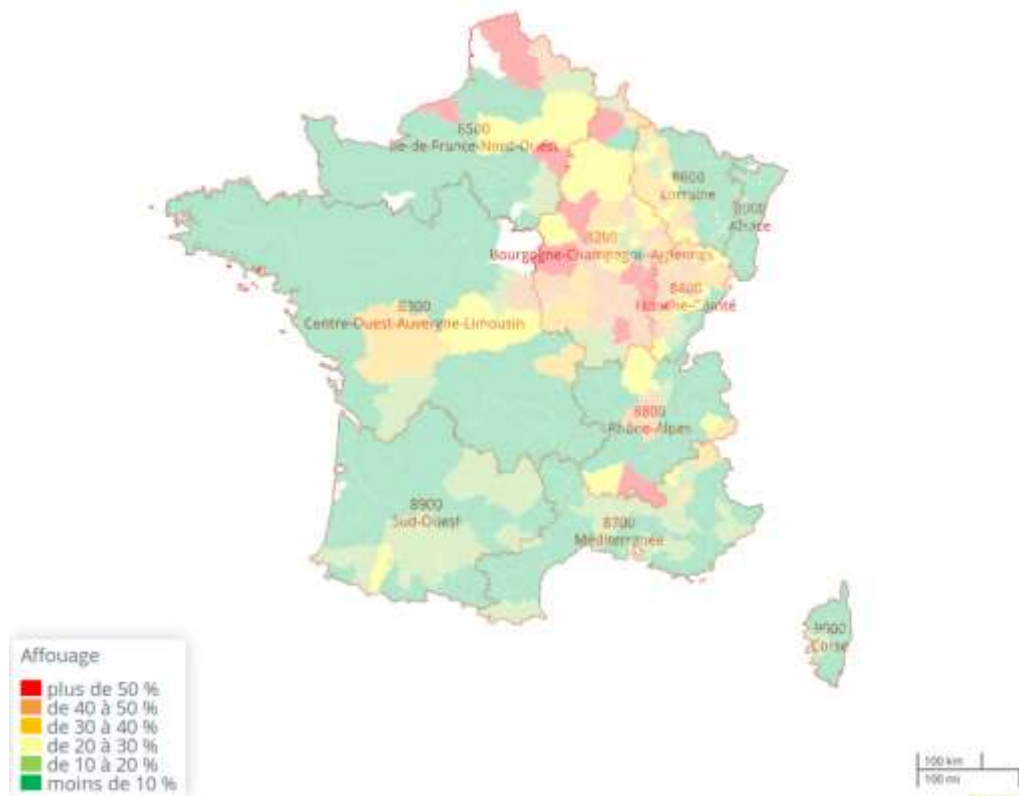 6500
Ile-de-France-Nord-Ouest
8600
Lorraine
Alsace
8200
Bourgogne-Champagne-Ardennes
8400
Franche-Comté
8300
Centre-Ouest-Auvergne-Limousin
8800
Rhône-Alpes
8900
Sud-Ouest
8700
Méditerranée
9900
Corse
Affouage
plus de 50 %
de 40 à 50 %
de 30 à 40 %
de 20 à 30 %
de 10 à 20 %
moins de 10 %
100 km
100 mi